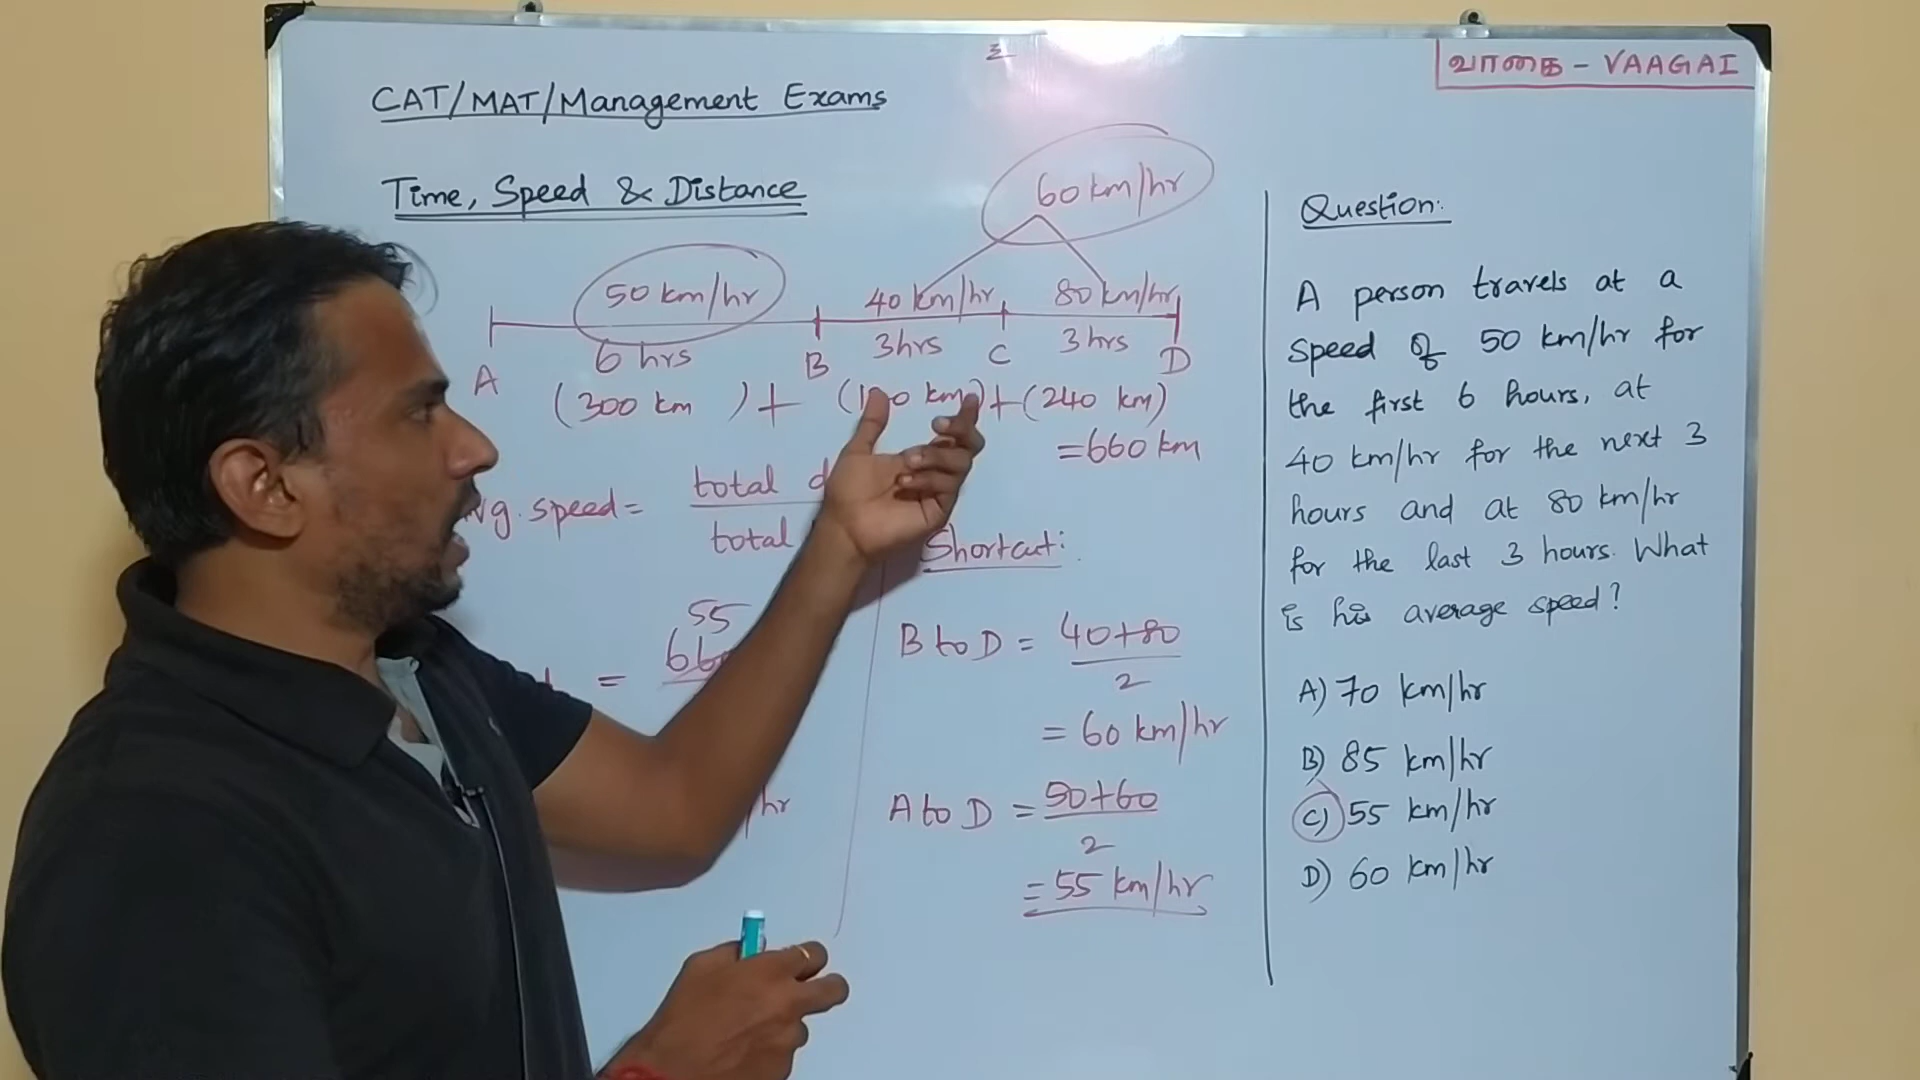 வாகை - VAAGAI
CAT/MAT/Management Exams
Time, Speed & Distance
60 km/hr
50 km/hr 40 km/hr 80 km/hr
6 hrs 3hrs 3 hrs
A B C D
(300 km ) + km) + (240 km)
= 660 km
speed = total
total
55
=
hr
Shortcut:
B to D = 40+80
2
= 60 km/hr
A to D = 50+60
2
= 55 km/hr
Question:
A person travels at a
speed of 50 km/hr for
the first 6 hours, at
40 km/hr for the next 3
hours and at 80 km/hr
for the last 3 hours. What
is his average speed?
A) 70 km/hr
B) 85 km/hr
C) 55 km/hr
D) 60 km/hr